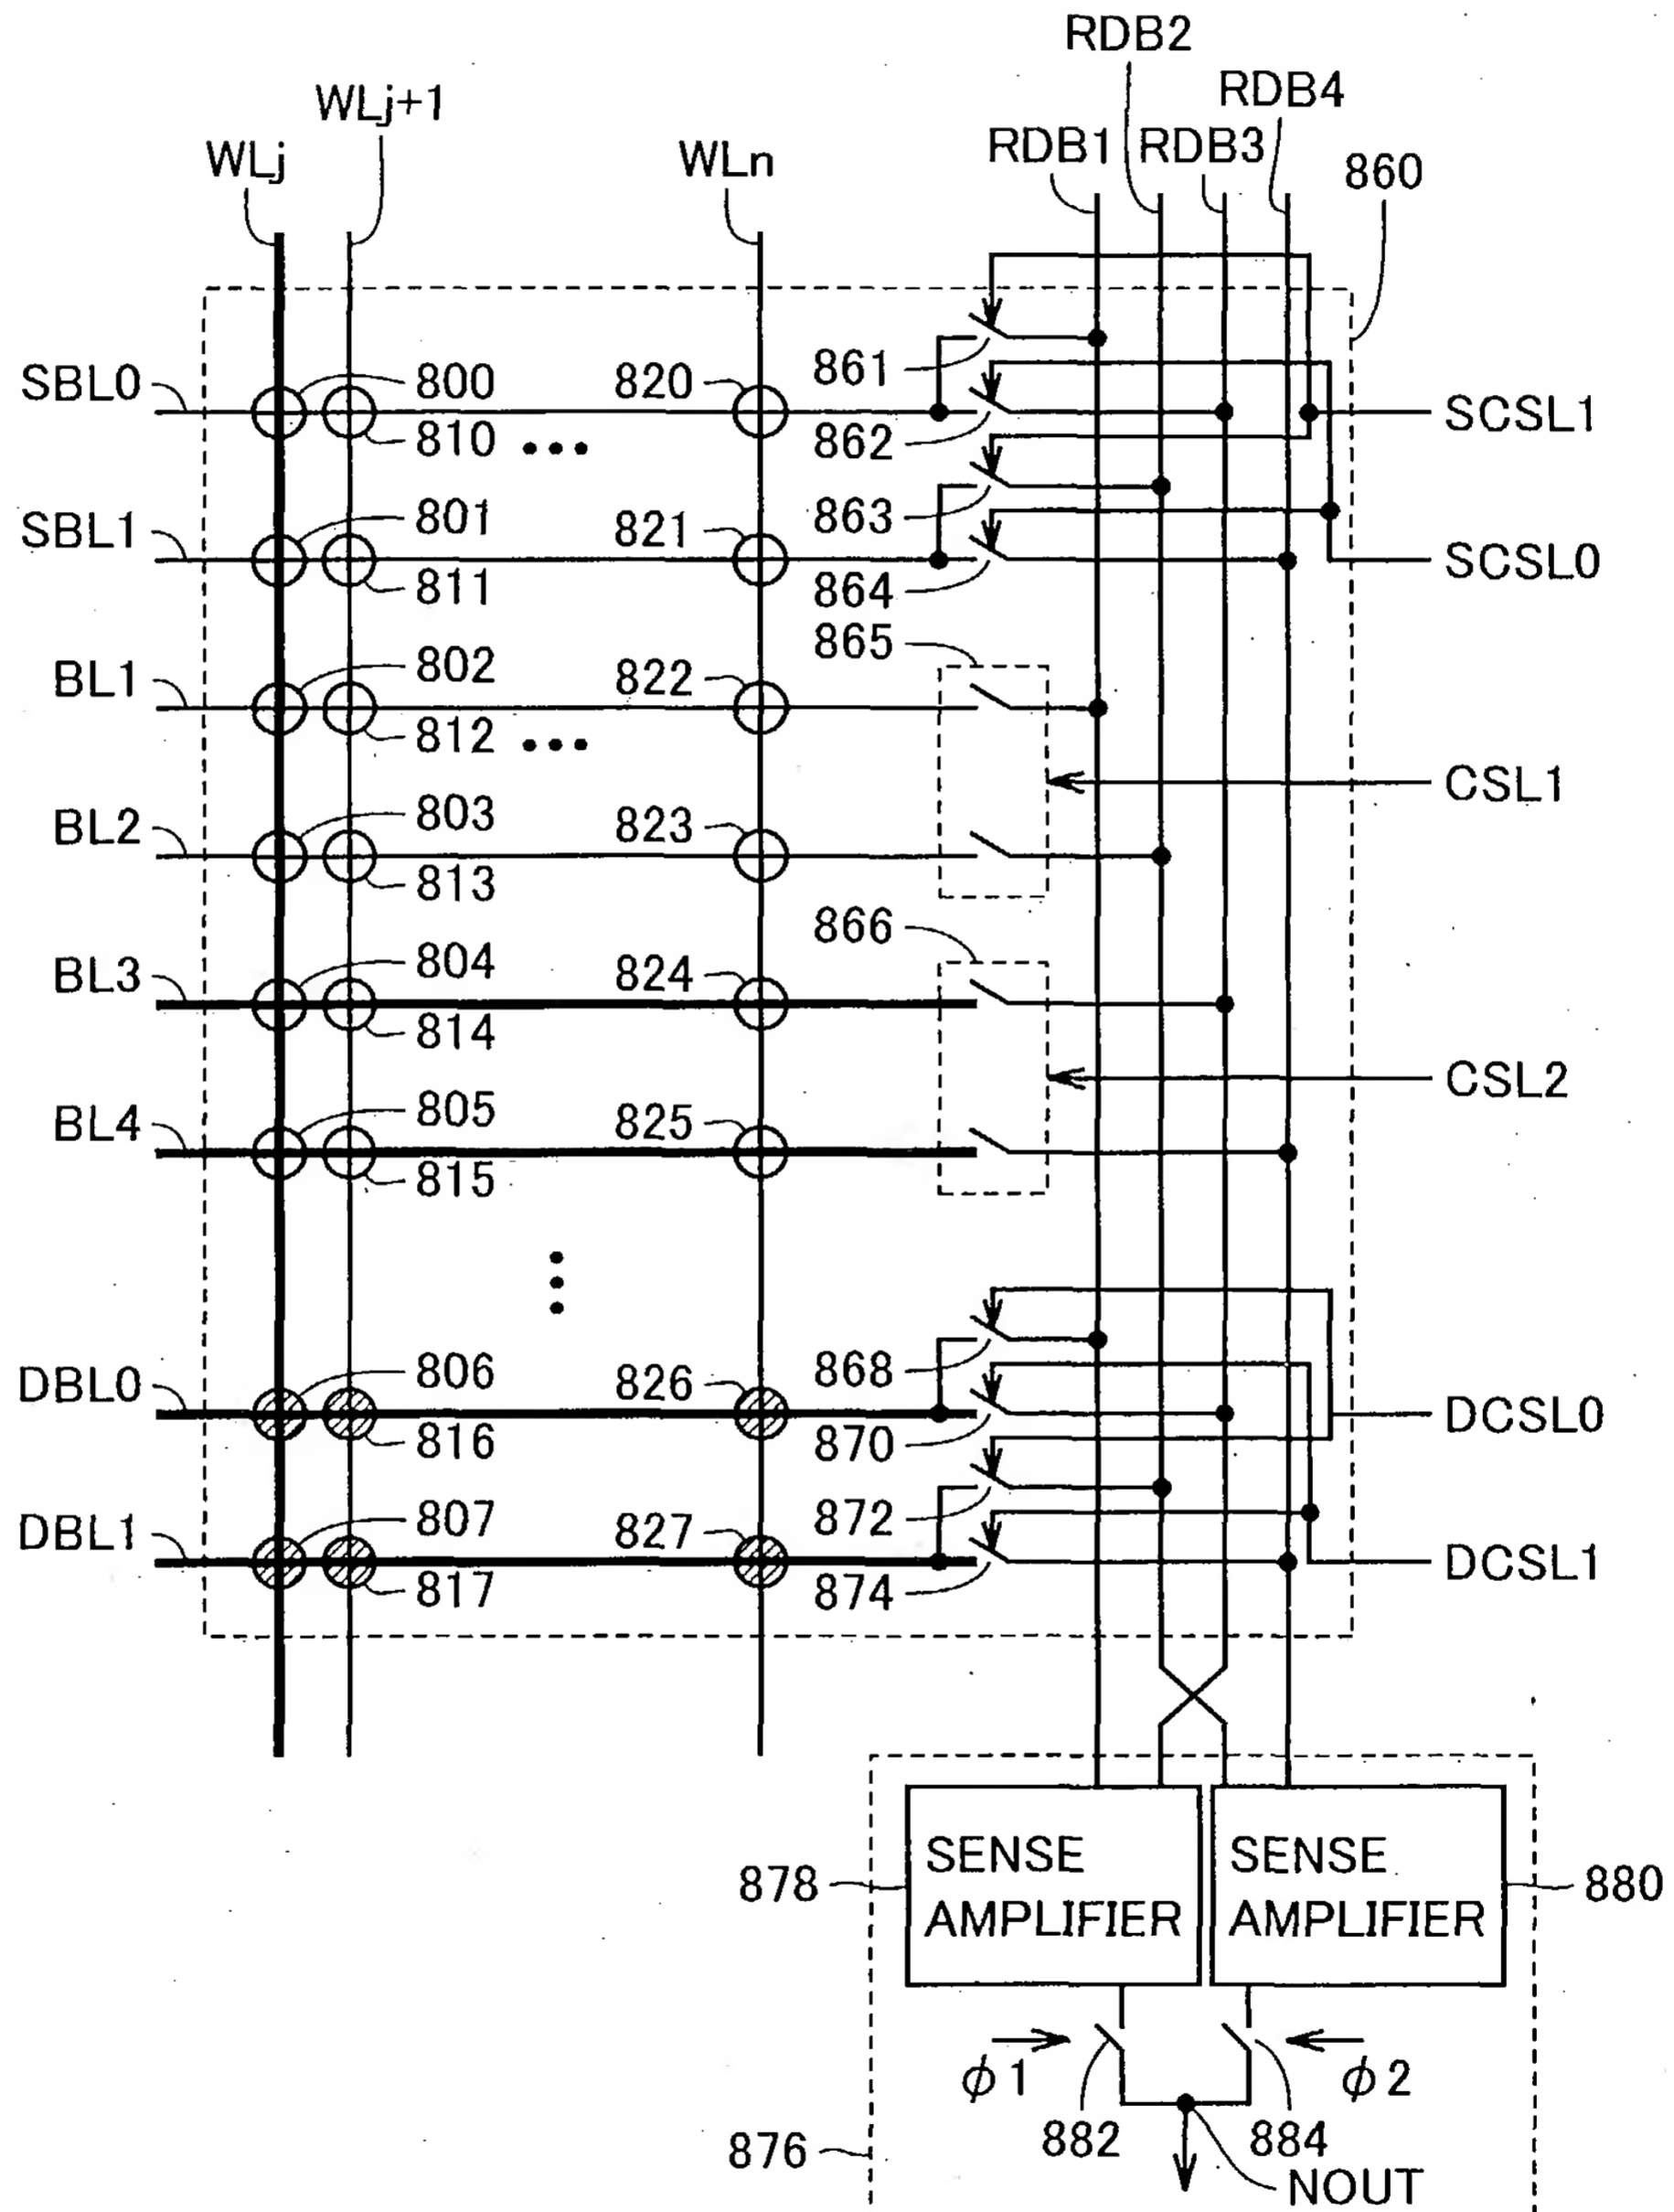 RDB2
WLj+1
RDB4
WLj
WLn
RDB1
RDB3
860
SBL0
800
820
861
810
862
SCSL1
SBL1
801
821
863
811
864
SCSL0
865
BL1
802
822
812
CSL1
BL2
803
823
813
866
BL3
804
824
814
CSL2
BL4
805
825
815
DBL0
806
826
868
816
870
DCSL0
DBL1
807
827
872
817
874
DCSL1
SENSE
AMPLIFIER
SENSE
AMPLIFIER
878
880
φ1
φ2
882
884
876
NOUT